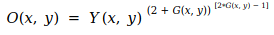 O(x, y) = Y(x, y) (2 + G(x, y)) [2*G(x, y) − 1]